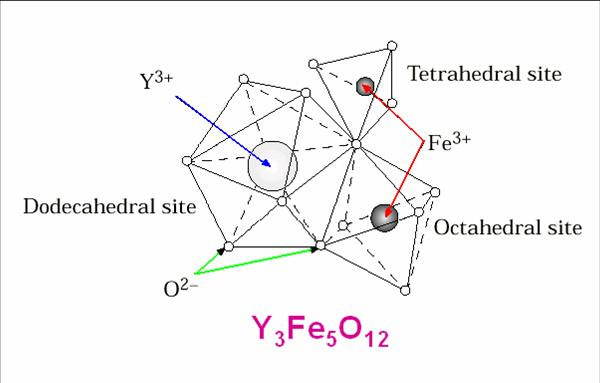 Tetrahedral site
Y3+
Fe3+
Dodecahedral site
Octahedral site
O2−
Y3Fe5O12